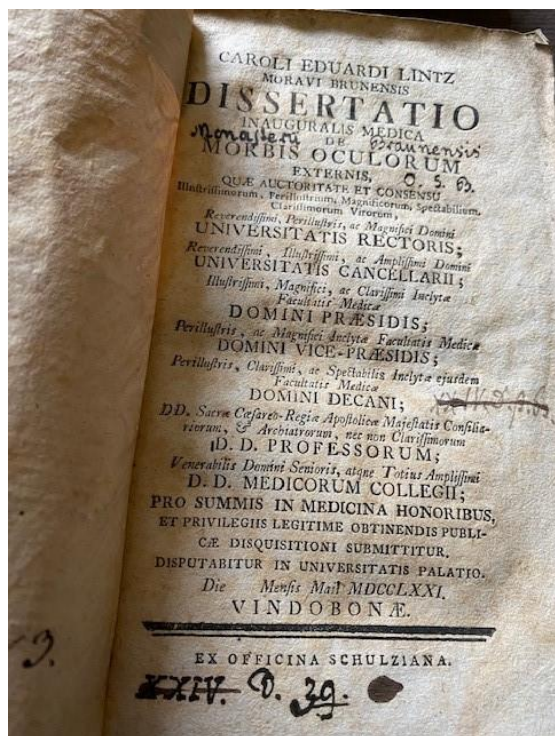 CAROLI EDUARDI LINTZ
MORAVI BRUNENSIS
DISSERTATIO
INAUGURALIS MEDICA
Monasterii DE Braunensis
MORBIS OCULORUM
EXTERNIS, O. S. B.
QUÆ AUCTORITATE ET CONSENSU
Illustrissimorum, Perillustrium, Magnificorum, Spectabilium,
Clarissimorum Virorum,
Reverendissimi, Perillustris, ac Magnifici Domini
UNIVERSITATIS RECTORIS;
Reverendissimi, Illustrissimi, ac Amplissimi Domini
UNIVERSITATIS CANCELLARII;
Illustrissimi, Magnifici, ac Clarissimi Inclytæ
Facultatis Medicæ
DOMINI PRÆSIDIS;
Perillustris, ac Magnifici Inclytæ Facultatis Medicæ
DOMINI VICE-PRÆSIDIS;
Perillustris, Clarissimi, ac Spectabilis Inclytæ ejusdem
Facultatis Medicæ
DOMINI DECANI;
DD. Sacræ Cæsareo-Regiæ Apostolicæ Majestatis Consilia-
riorum, & Archiatrorum, nec non Clarissimorum
D. D. PROFESSORUM;
Venerabilis Domini Senioris, atque Totius Amplissimi
D. D. MEDICORUM COLLEGII;
PRO SUMMIS IN MEDICINA HONORIBUS,
ET PRIVILEGIIS LEGITIME OBTINENDIS PUBLI-
CÆ DISQUISITIONI SUBMITTITUR.
DISPUTABITUR IN UNIVERSITATIS PALATIO.
Die Mensis Maii MDCCLXXI.
VINDOBONÆ.
EX OFFICINA SCHULZIANA.
XXIV. D. 39.